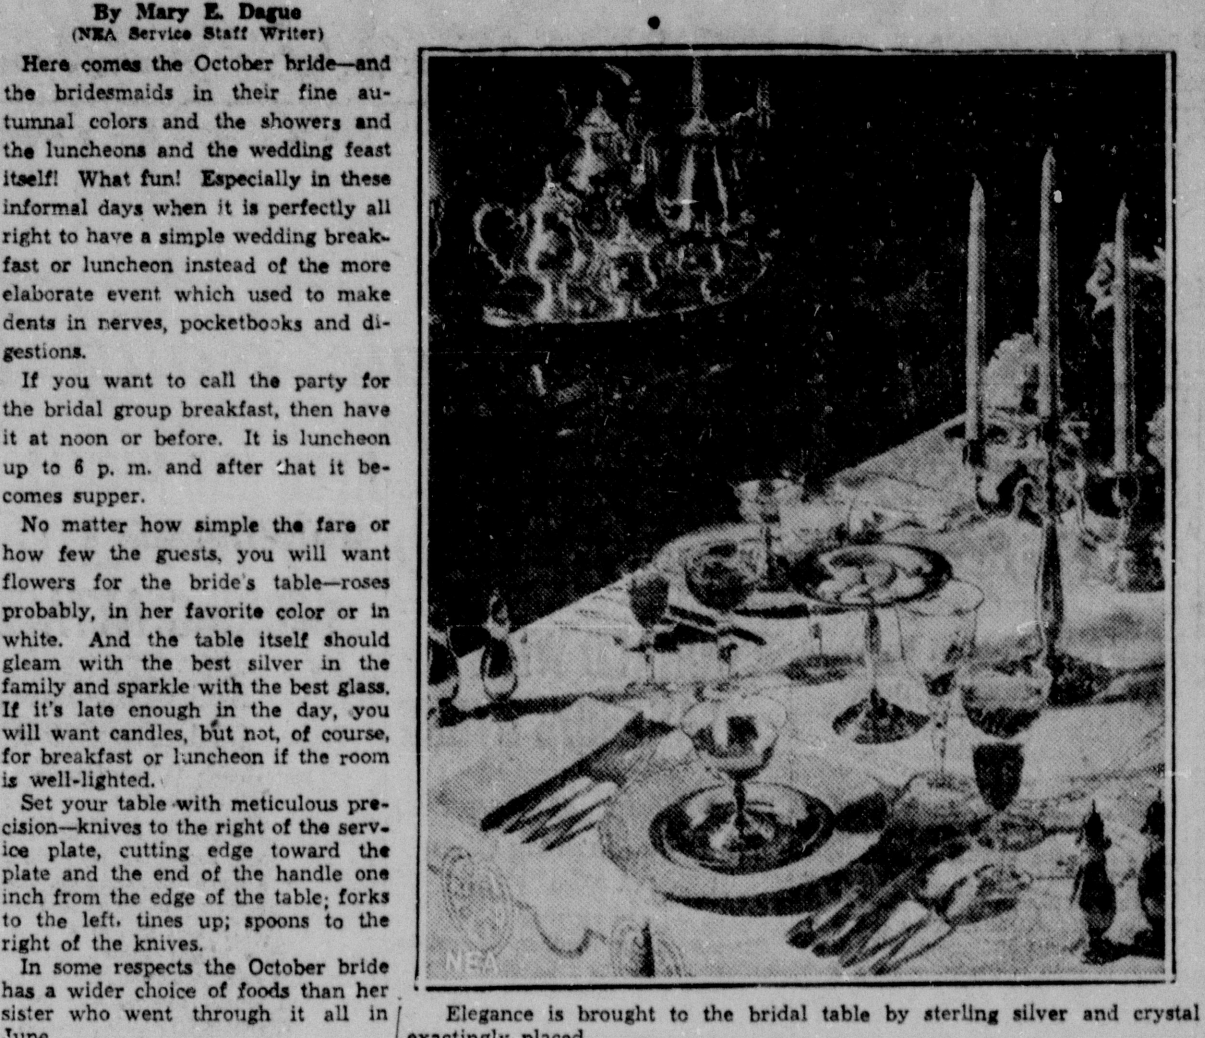 By Mary E. Dague
(NEA Service Staff Writer)
Here comes the October bride—and
the bridesmaids in their fine au-
tumnal colors and the showers and
the luncheons and the wedding feast
itself! What fun! Especially in these
informal days when it is perfectly all
right to have a simple wedding break-
fast or luncheon instead of the more
elaborate event which used to make
dents in nerves, pocketbooks and di-
gestions.
If you want to call the party for
the bridal group breakfast, then have
it at noon or before. It is luncheon
up to 6 p. m. and after that it be-
comes supper.
No matter how simple the fare or
how few the guests, you will want
flowers for the bride's table—roses
probably, in her favorite color or in
white. And the table itself should
gleam with the best silver in the
family and sparkle with the best glass.
If it's late enough in the day, you
will want candles, but not, of course,
for breakfast or luncheon if the room
is well-lighted.
Set your table with meticulous pre-
cision—knives to the right of the serv-
ice plate, cutting edge toward the
plate and the end of the handle one
inch from the edge of the table; forks
to the left, tines up; spoons to the
right of the knives.
In some respects the October bride
has a wider choice of foods than her
sister who went through it all in
June
NEA
Elegance is brought to the bridal table by sterling silver and crystal
exactingly placed